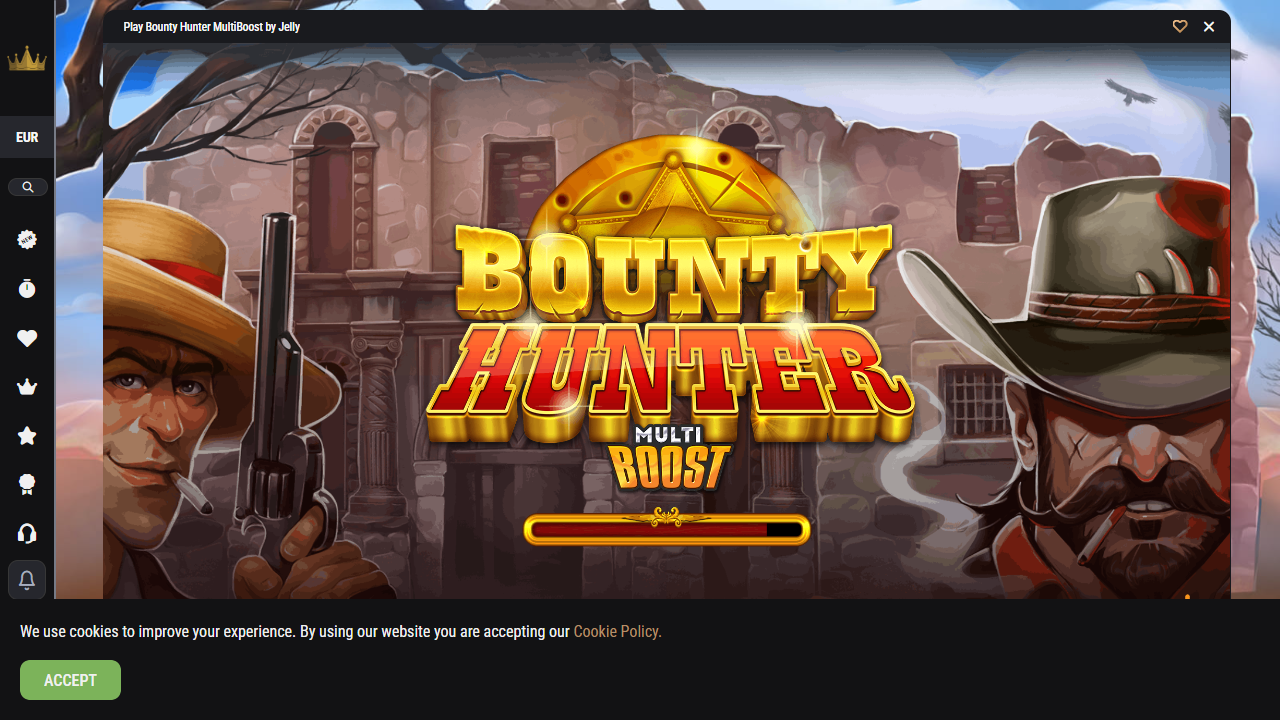 Play Bounty Hunter MultiBoost by Jelly
EUR
NEW
BOUNTY
HUNTER
MULTI
BOOST
We use cookies to improve your experience. By using our website you are accepting our Cookie Policy.
ACCEPT